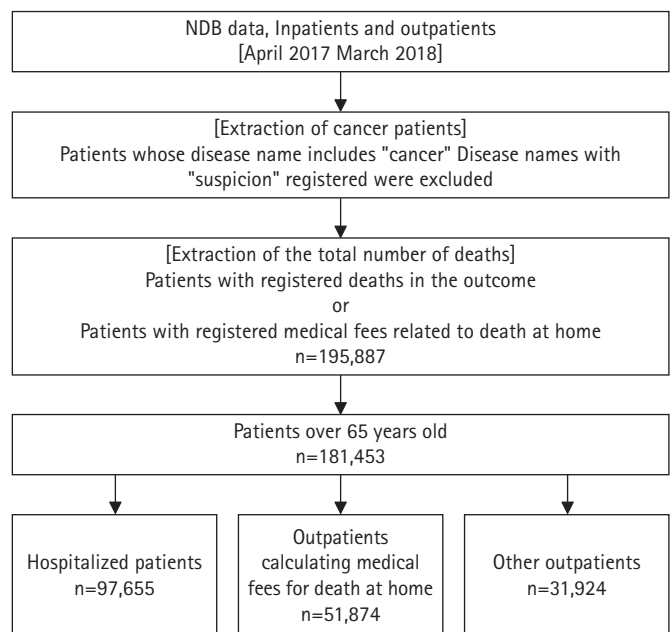 NDB data, Inpatients and outpatients
[April 2017 March 2018]
[Extraction of cancer patients]
Patients whose disease name includes "cancer" Disease names with
"suspicion" registered were excluded
[Extraction of the total number of deaths]
Patients with registered deaths in the outcome
or
Patients with registered medical fees related to death at home
n=195,887
Patients over 65 years old
n=181,453
Hospitalized patients
n=97,655
Outpatients
calculating medical
fees for death at home
n=51,874
Other outpatients
n=31,924